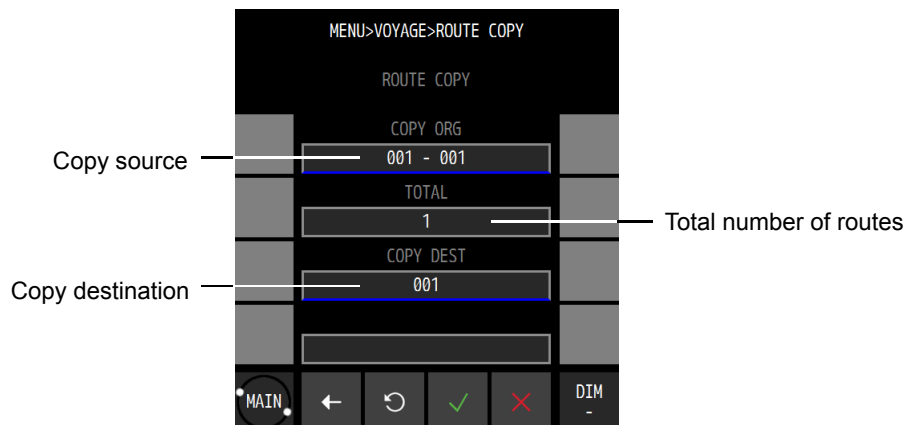 MENU>VOYAGE>ROUTE COPY
ROUTE COPY
COPY ORG
Copy source
001 - 001
TOTAL
1
Total number of routes
COPY DEST
Copy destination
001
MAIN
DIM
-